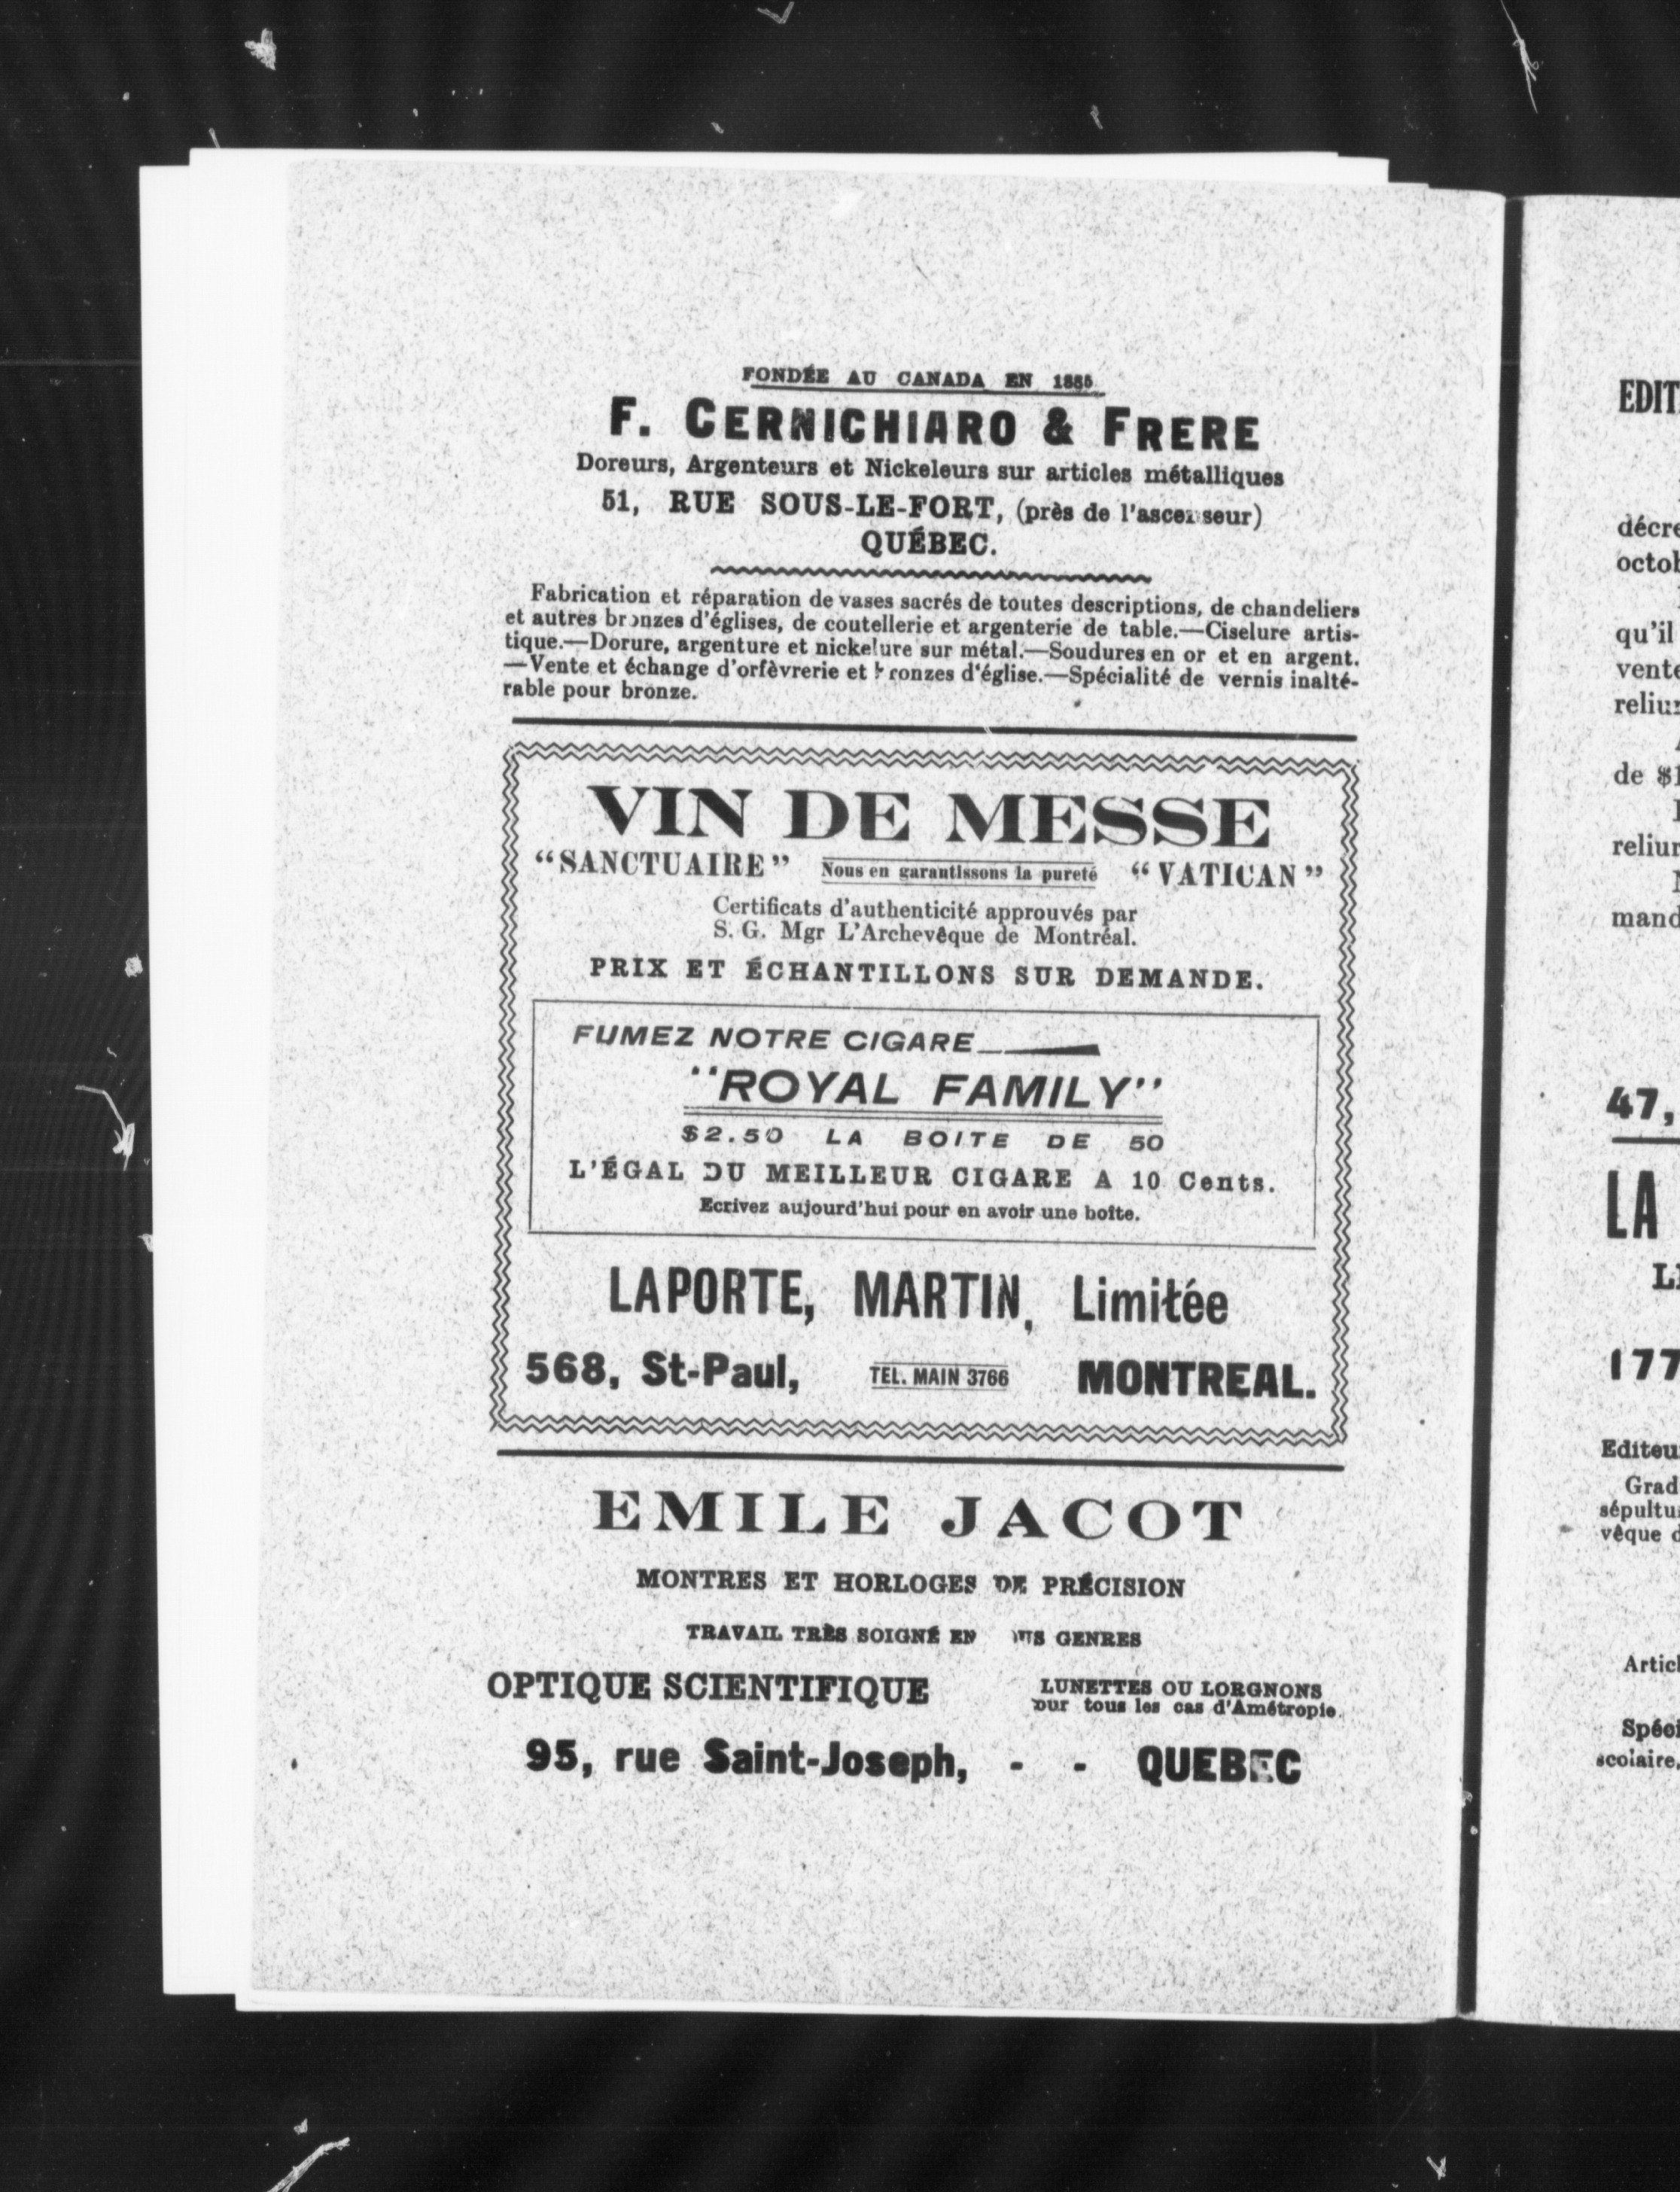 FONDÉE AU CANADA EN 1885
F. CERNICHIARO & FRERE
Doreurs, Argenteurs et Nickeleurs sur articles métalliques
51, RUE SOUS-LE-FORT, (près de l'ascenseur)
QUÉBEC.
Fabrication et réparation de vases sacrés de toutes descriptions, de chandeliers
et autres bronzes d'églises, de coutellerie et argenterie de table.—Ciselure artis-
tique.—Dorure, argenture et nickelure sur métal.—Soudures en or et en argent.
—Vente et échange d'orfèvrerie et bronzes d'église.—Spécialité de vernis inalté-
rable pour bronze.
VIN DE MESSE
“SANCTUAIRE” Nous en garantissons la pureté “VATICAN”
Certificats d'authenticité approuvés par
S. G. Mgr L'Archevêque de Montréal.
PRIX ET ÉCHANTILLONS SUR DEMANDE.
FUMEZ NOTRE CIGARE
"ROYAL FAMILY"
$2.50 LA BOITE DE 50
L'ÉGAL DU MEILLEUR CIGARE A 10 Cents.
Ecrivez aujourd'hui pour en avoir une boîte.
LAPORTE, MARTIN, Limitée
568, St-Paul, TEL. MAIN 3766 MONTREAL.
EMILE JACOT
MONTRES ET HORLOGES DE PRÉCISION
TRAVAIL TRÈS SOIGNÉ EN GENRES
OPTIQUE SCIENTIFIQUE LUNETTES OU LORGNONS
our tous les cas d'Amétropie.
95, rue Saint-Joseph, - - QUEBEC
EDIT
décre
octob
qu'il
vente
reliur
de $1
reliur
mand
47,
LA
177
Editeu
Grad
sépultu
vêque d
Articl
Spéci
scolaire,